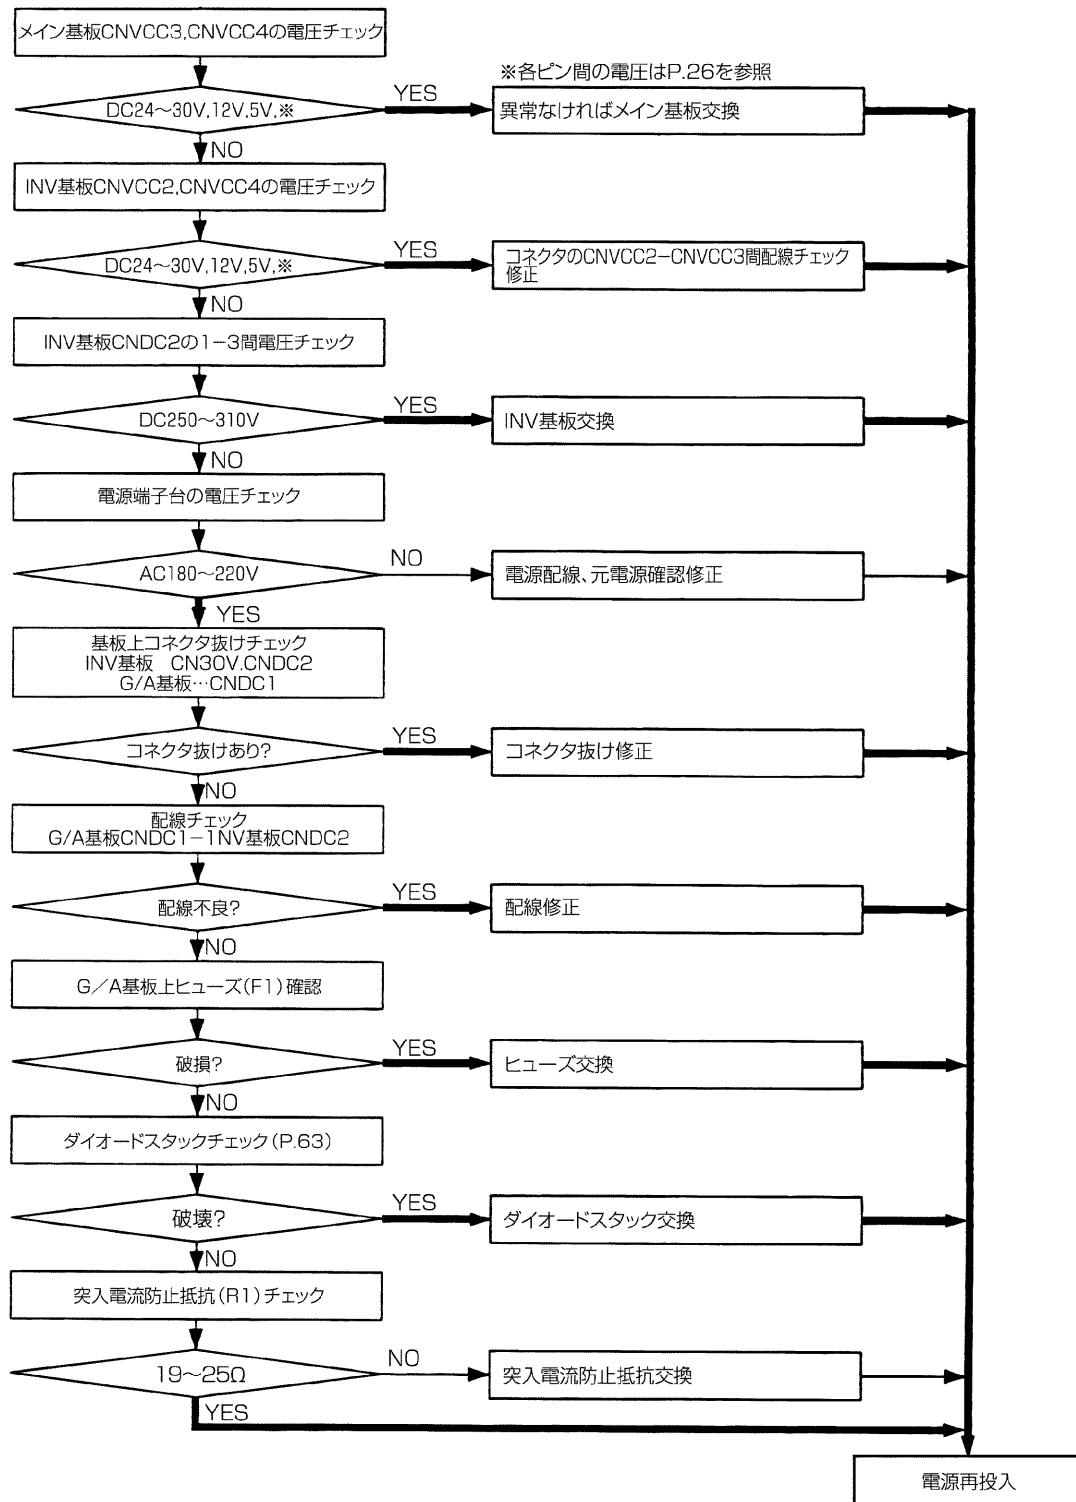 メイン基板CNVCC3,CNVCC4の電圧チェック
※各ピン間の電圧はP.26を参照
DC24～30V,12V,5V,※
YES
異常なければメイン基板交換
NO
INV基板CNVCC2,CNVCC4の電圧チェック
DC24～30V,12V,5V,※
YES
コネクタのCNVCC2−CNVCC3間配線チェック
修正
NO
INV基板CNDC2の1−3間電圧チェック
DC250～310V
YES
INV基板交換
NO
電源端子台の電圧チェック
AC180～220V
NO
電源配線、元電源確認修正
YES
基板上コネクタ抜けチェック
INV基板　CN30V.CNDC2
G/A基板…CNDC1
コネクタ抜けあり?
YES
コネクタ抜け修正
NO
配線チェック
G/A基板CNDC1−1NV基板CNDC2
配線不良?
YES
配線修正
NO
G／A基板上ヒューズ(F1)確認
破損?
YES
ヒューズ交換
NO
ダイオードスタックチェック(P.63)
破壊?
YES
ダイオードスタック交換
NO
突入電流防止抵抗(R1)チェック
19～25Ω
NO
突入電流防止抵抗交換
YES
電源再投入